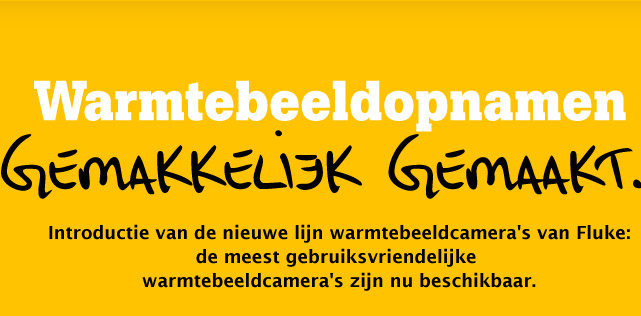 Warmtebeeldopnamen
GEMAKKELIJK GEMAAKT.
Introductie van de nieuwe lijn warmtebeeldcamera's van Fluke:
de meest gebruiksvriendelijke
warmtebeeldcamera's zijn nu beschikbaar.